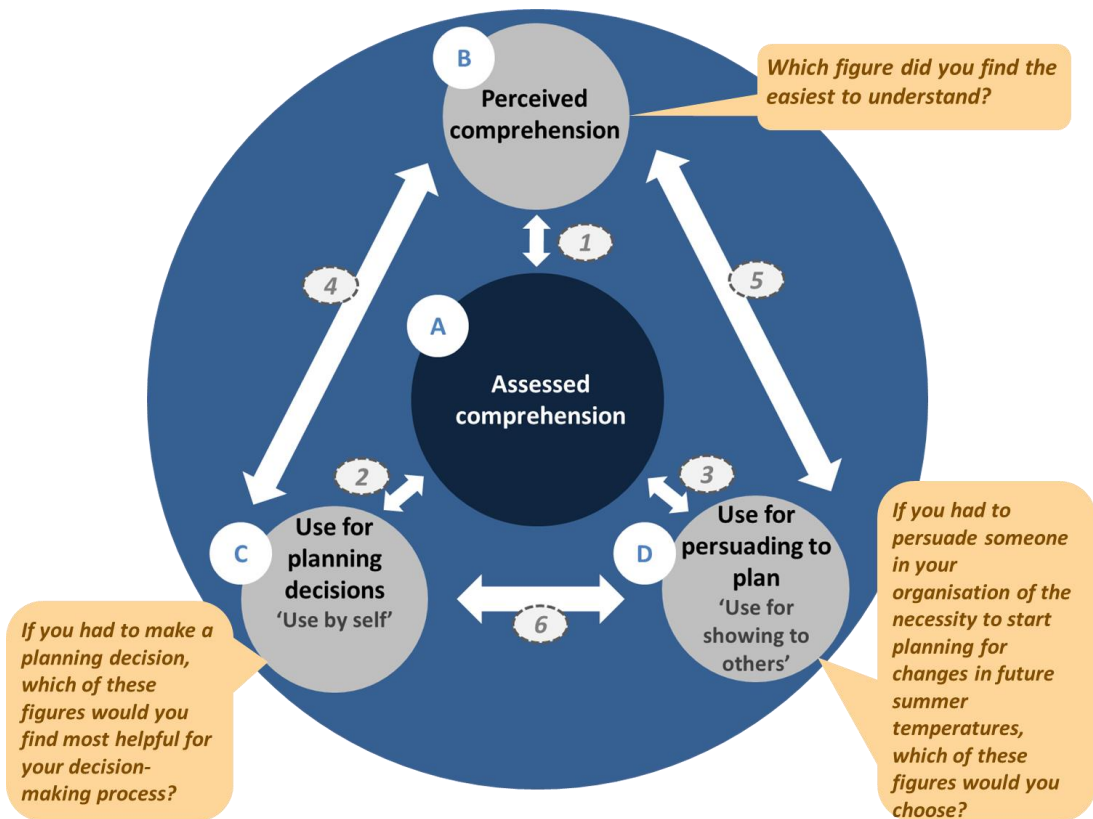 B
Perceived
comprehension
Which figure did you find the
easiest to understand?
1
4
5
A
Assessed
comprehension
2
3
C
Use for
planning
decisions
'Use by self'
D
Use for
persuading to
plan
'Use for
showing to
others'
6
If you had to make a
planning decision,
which of these
figures would you
find most helpful for
your decision-
making process?
If you had to
persuade someone
in your
organisation of the
necessity to start
planning for
changes in future
summer
temperatures,
which of these
figures would you
choose?